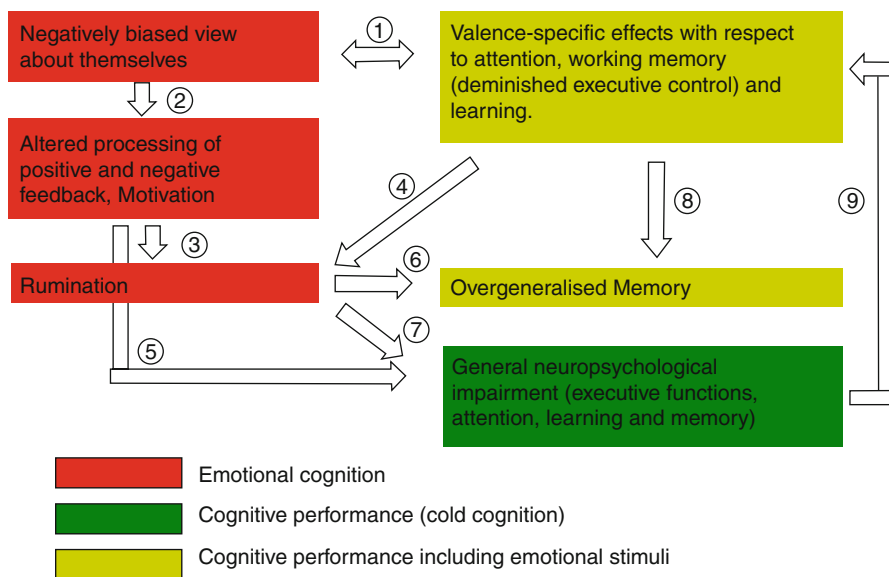 Negatively biased view
about themselves
①
Valence-specific effects with respect
to attention, working memory
(deminished executive control) and
learning.
②
Altered processing of
positive and negative
feedback, Motivation
④
⑧
⑨
③
Rumination
⑥
Overgeneralised Memory
⑦
⑤
General neuropsychological
impairment (executive functions,
attention, learning and memory)
Emotional cognition
Cognitive performance (cold cognition)
Cognitive performance including emotional stimuli